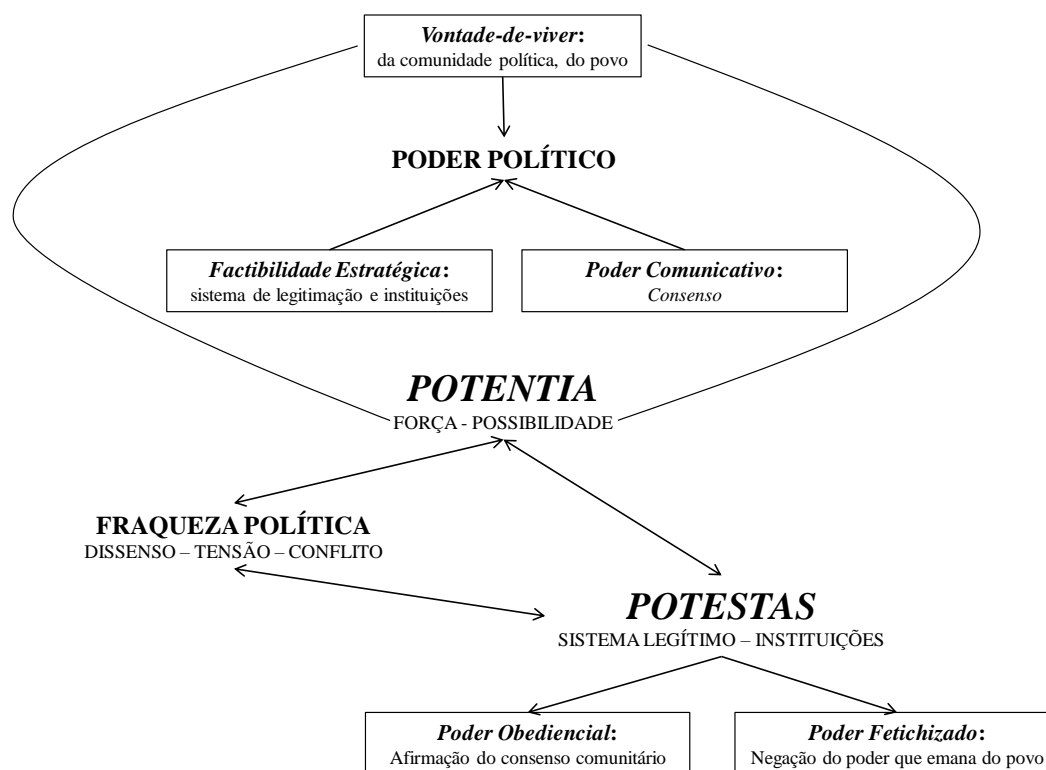 Vontade-de-viver:
da comunidade política, do povo
PODER POLÍTICO
Factibilidade Estratégica:
sistema de legitimação e instituições
Poder Comunicativo:
Consenso
POTENTIA
FORÇA - POSSIBILIDADE
FRAQUEZA POLÍTICA
DISSENSO – TENSÃO – CONFLITO
POTESTAS
SISTEMA LEGÍTIMO – INSTITUIÇÕES
Poder Obediencial:
Afirmação do consenso comunitário
Poder Fetichizado:
Negação do poder que emana do povo